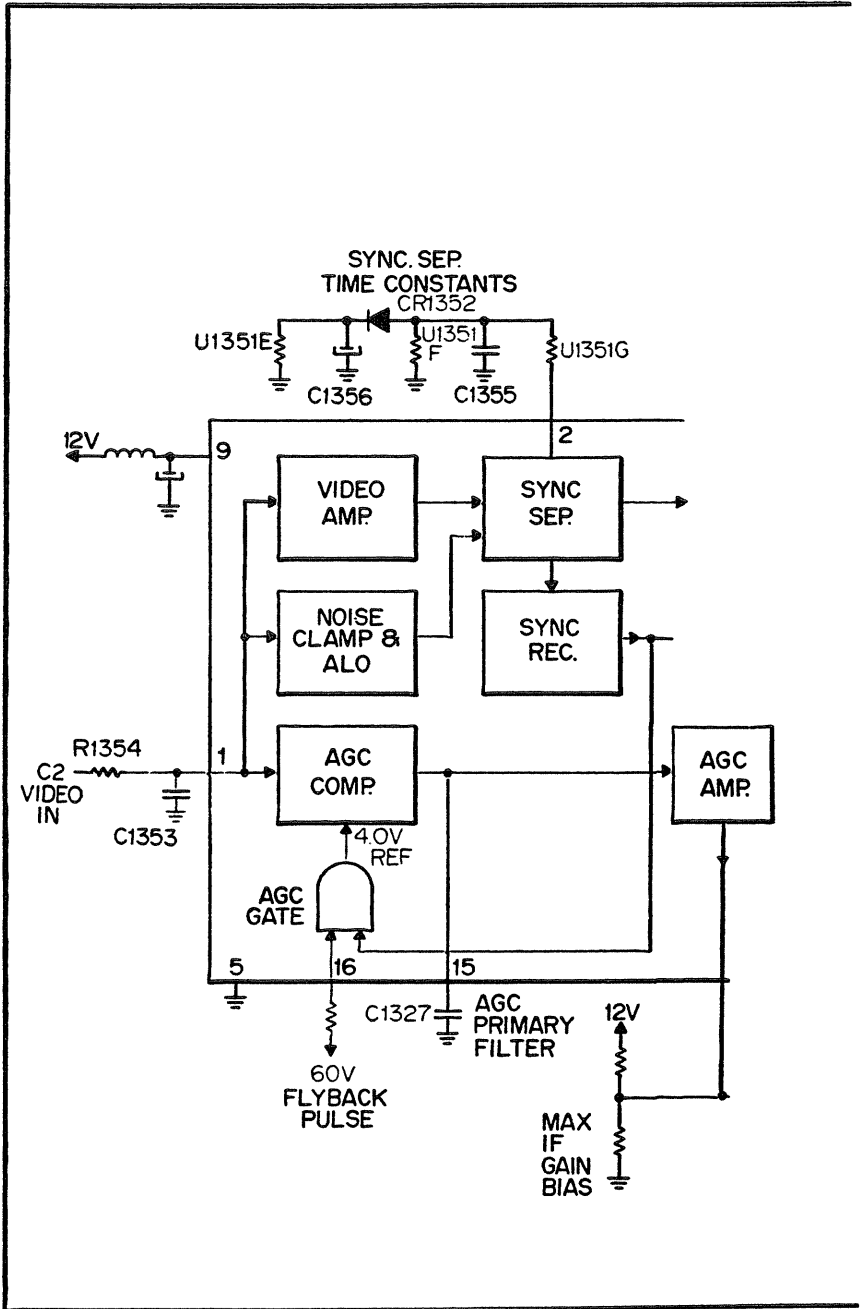 SYNC. SEP.
TIME CONSTANTS
CR1352
U1351E
U1351
F
U1351G
C1356
C1355
12V
9
2
VIDEO
AMP.
SYNC
SEP.
NOISE
CLAMP &
ALO
SYNC
REC.
R1354
1
C2
VIDEO
IN
C1353
AGC
COMP.
AGC
AMP.
4.0V
REF
AGC
GATE
5
16
15
C1327
AGC
PRIMARY
FILTER
12V
60V
FLYBACK
PULSE
MAX
IF
GAIN
BIAS